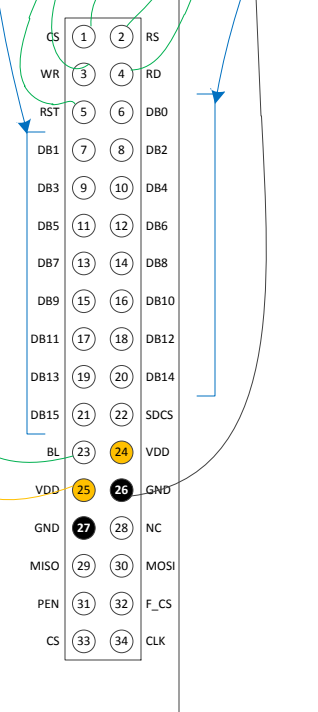 CS 1 2 RS
WR 3 4 RD
RST 5 6 DB0
DB1 7 8 DB2
DB3 9 10 DB4
DB5 11 12 DB6
DB7 13 14 DB8
DB9 15 16 DB10
DB11 17 18 DB12
DB13 19 20 DB14
DB15 21 22 SDCS
BL 23 24 VDD
VDD 25 26 GND
GND 27 28 NC
MISO 29 30 MOSI
PEN 31 32 F_CS
CS 33 34 CLK